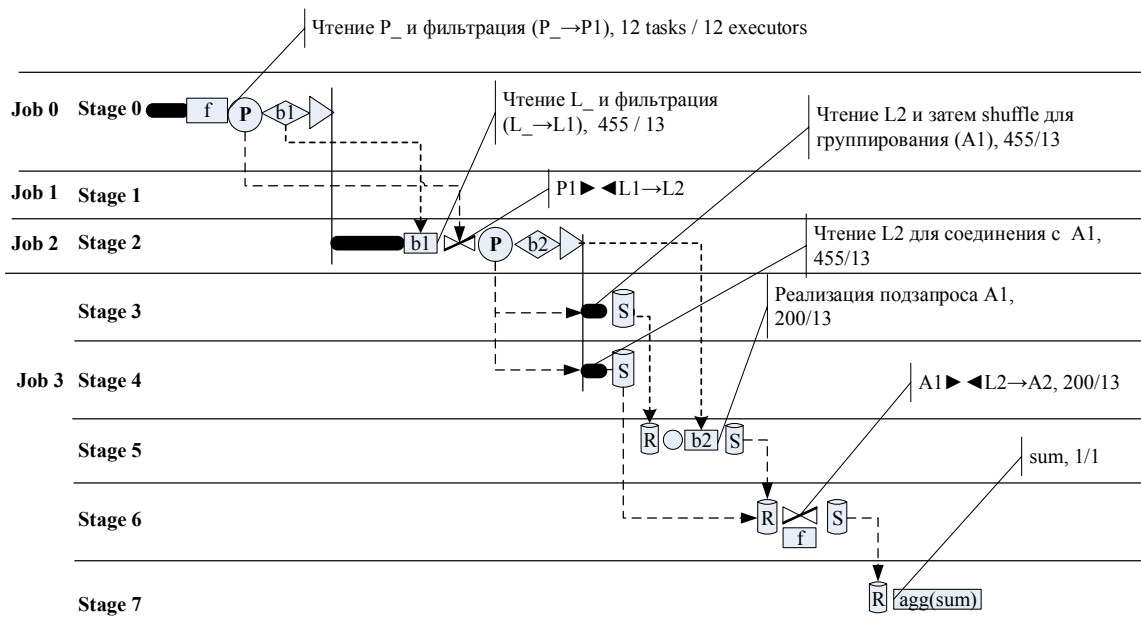 Чтение P_ и фильтрация (P_→P1), 12 tasks / 12 executors
Job 0 Stage 0 f P b1
Чтение L_ и фильтрация
(L_→L1), 455 / 13
Чтение L2 и затем shuffle для
группирования (A1), 455/13
Job 1 Stage 1
P1►◄L1→L2
Job 2 Stage 2 b1 P b2
Чтение L2 для соединения с A1,
455/13
Stage 3 S
Реализация подзапроса A1,
200/13
Job 3 Stage 4 S
A1►◄L2→A2, 200/13
Stage 5 R b2 S
sum, 1/1
Stage 6 R S
f
Stage 7 R agg(sum)